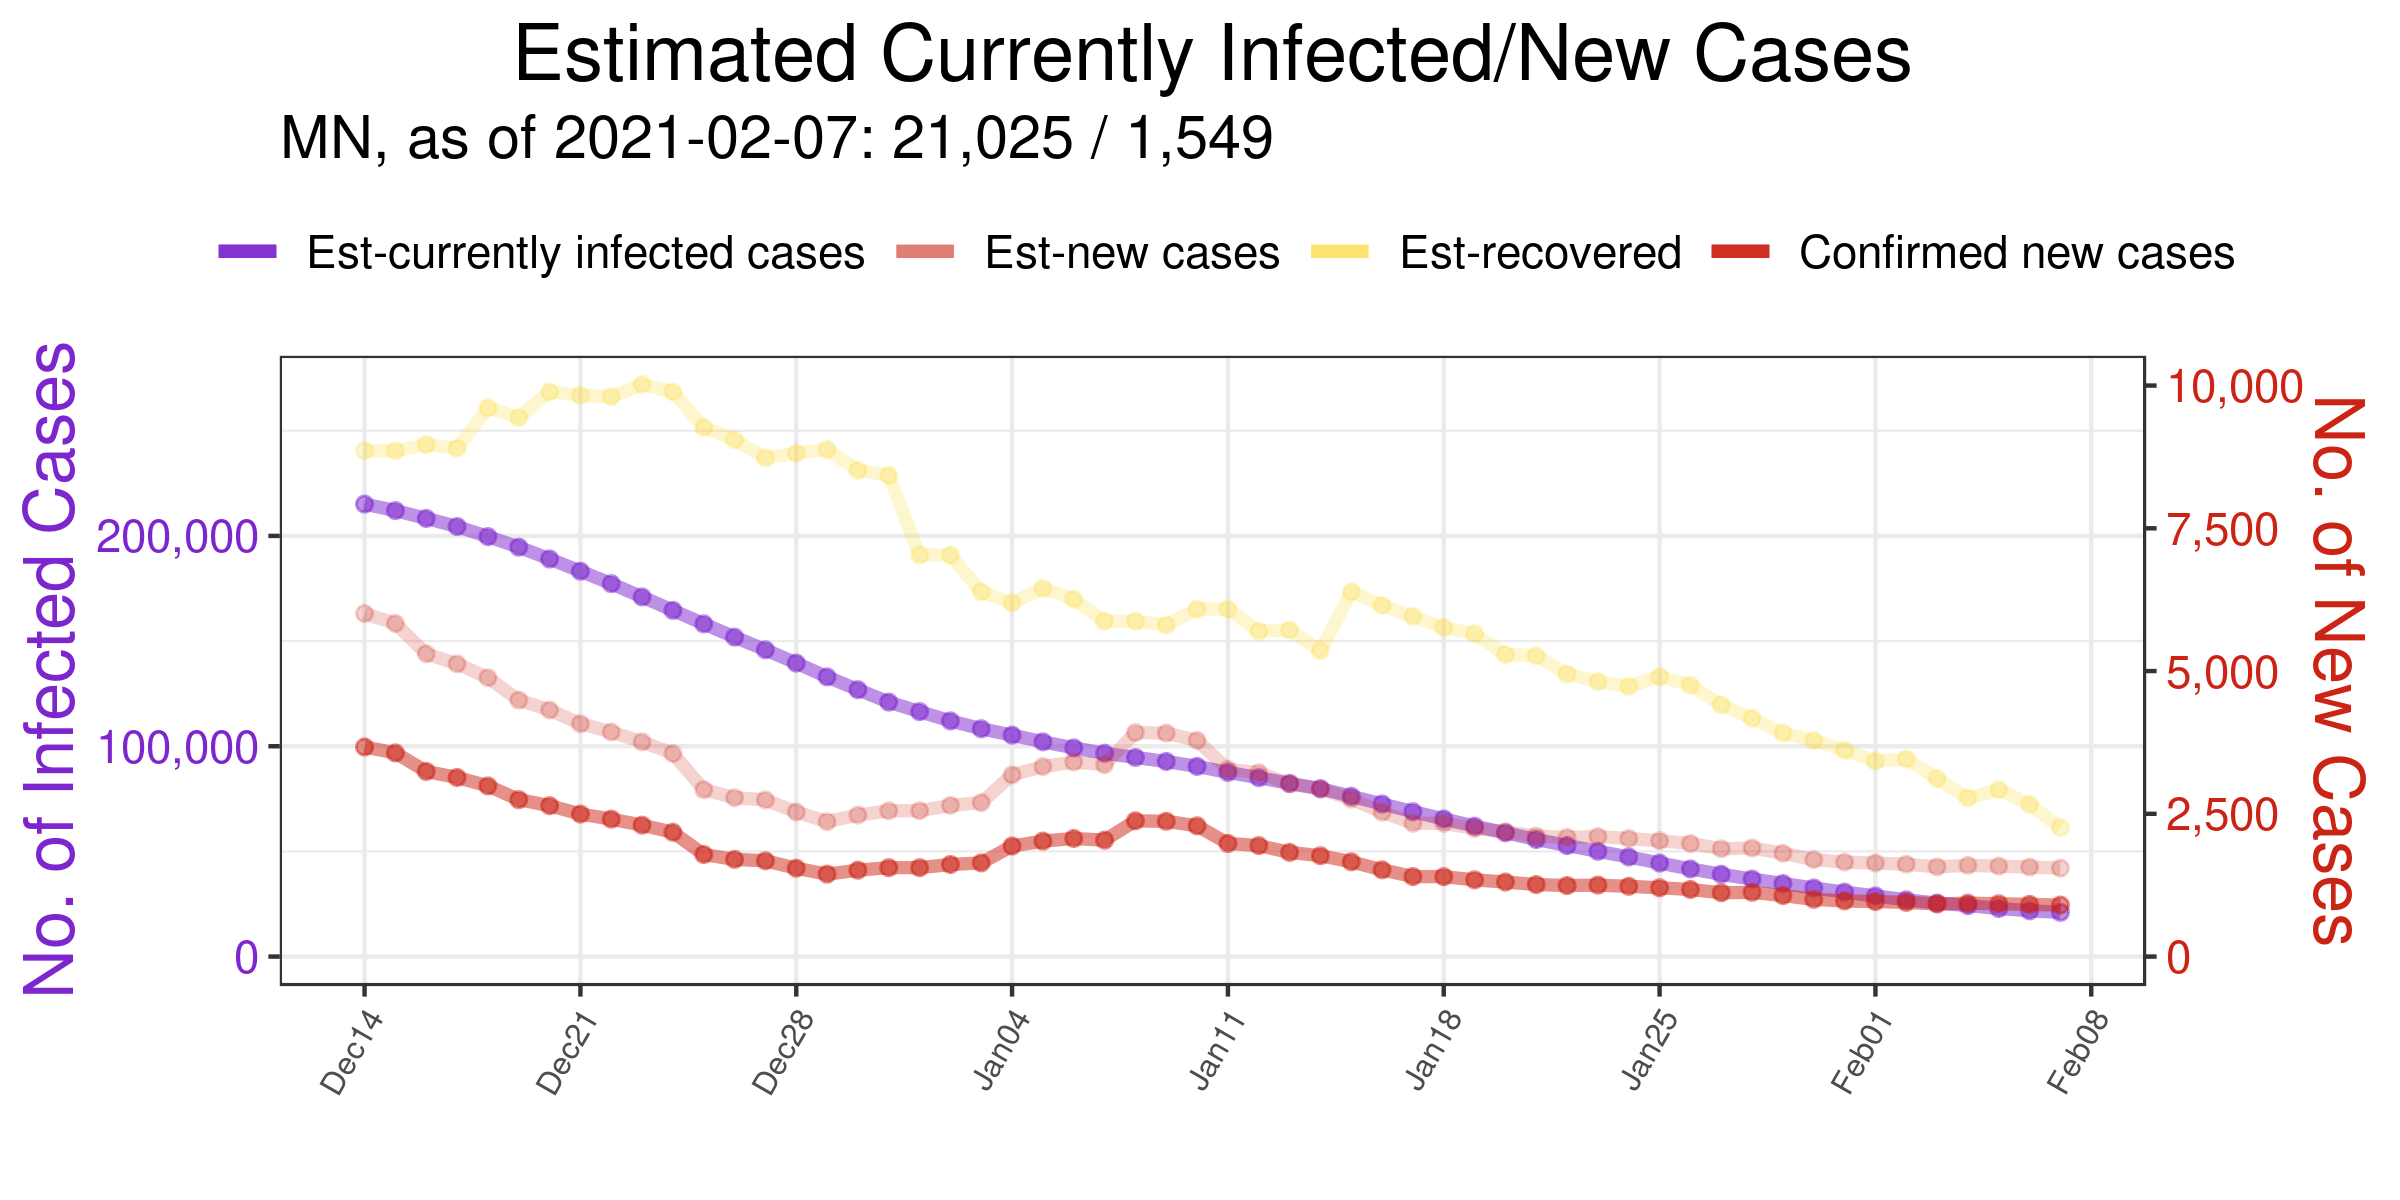 Estimated Currently Infected/New Cases
MN, as of 2021-02-07: 21,025 / 1,549
Est-currently infected cases Est-new cases Est-recovered Confirmed new cases
No. of Infected Cases
200,000
100,000
0
10,000
7,500
5,000
2,500
0
No. of New Cases
Dec14 Dec21 Dec28 Jan04 Jan11 Jan18 Jan25 Feb01 Feb08